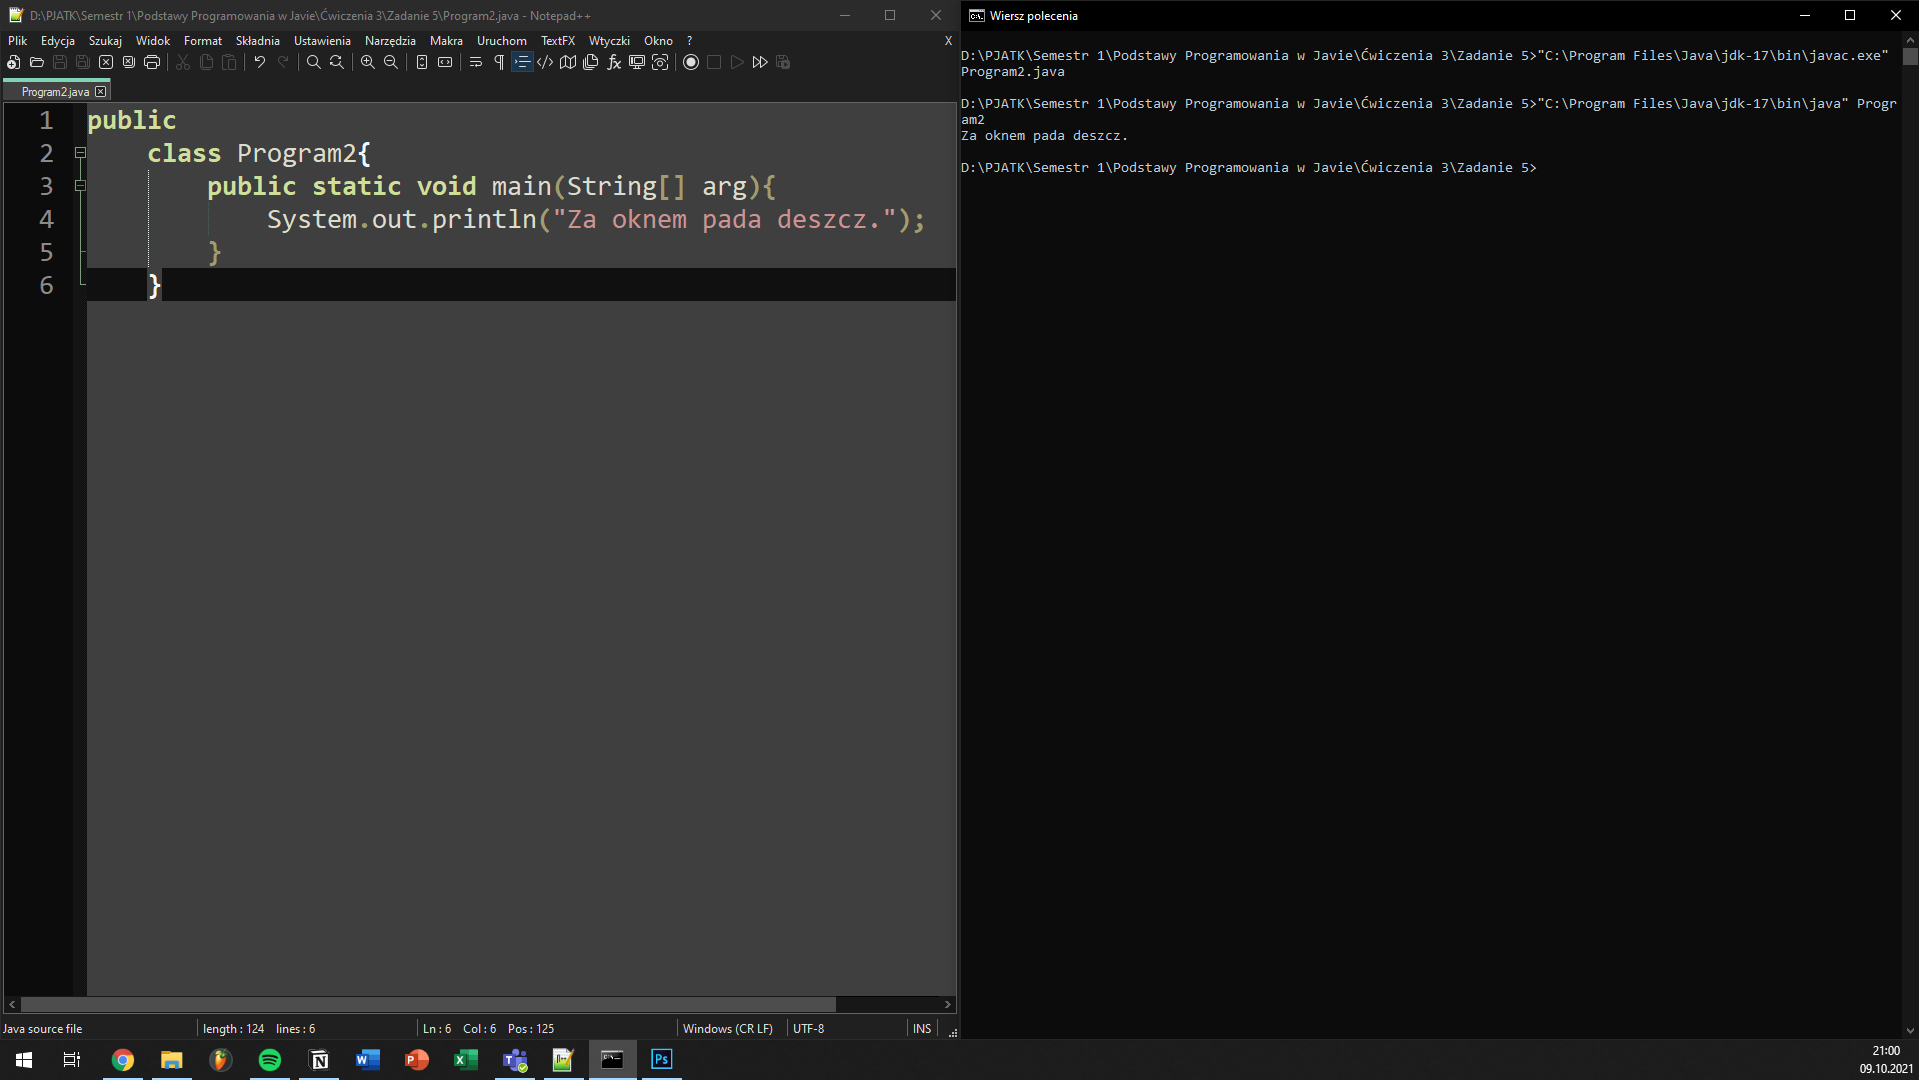 D:\PJATK\Semestr 1\Podstawy Programowania w Javie\Ćwiczenia 3\Zadanie 5\Program2.java - Notepad++
Plik Edycja Szukaj Widok Format Składnia Ustawienia Narzędzia Makra Uruchom TextFX Wtyczki Okno ? X
Program2.java
1 public
2 class Program2{
3 public static void main(String[] arg){
4 System.out.println("Za oknem pada deszcz.");
5 }
6 }
Java source file length : 124 lines : 6 Ln : 6 Col : 6 Pos : 125 Windows (CR LF) UTF-8 INS
Wiersz polecenia
D:\PJATK\Semestr 1\Podstawy Programowania w Javie\Ćwiczenia 3\Zadanie 5>"C:\Program Files\Java\jdk-17\bin\javac.exe"
Program2.java
D:\PJATK\Semestr 1\Podstawy Programowania w Javie\Ćwiczenia 3\Zadanie 5>"C:\Program Files\Java\jdk-17\bin\java" Progr
am2
Za oknem pada deszcz.
D:\PJATK\Semestr 1\Podstawy Programowania w Javie\Ćwiczenia 3\Zadanie 5>
21:00
09.10.2021